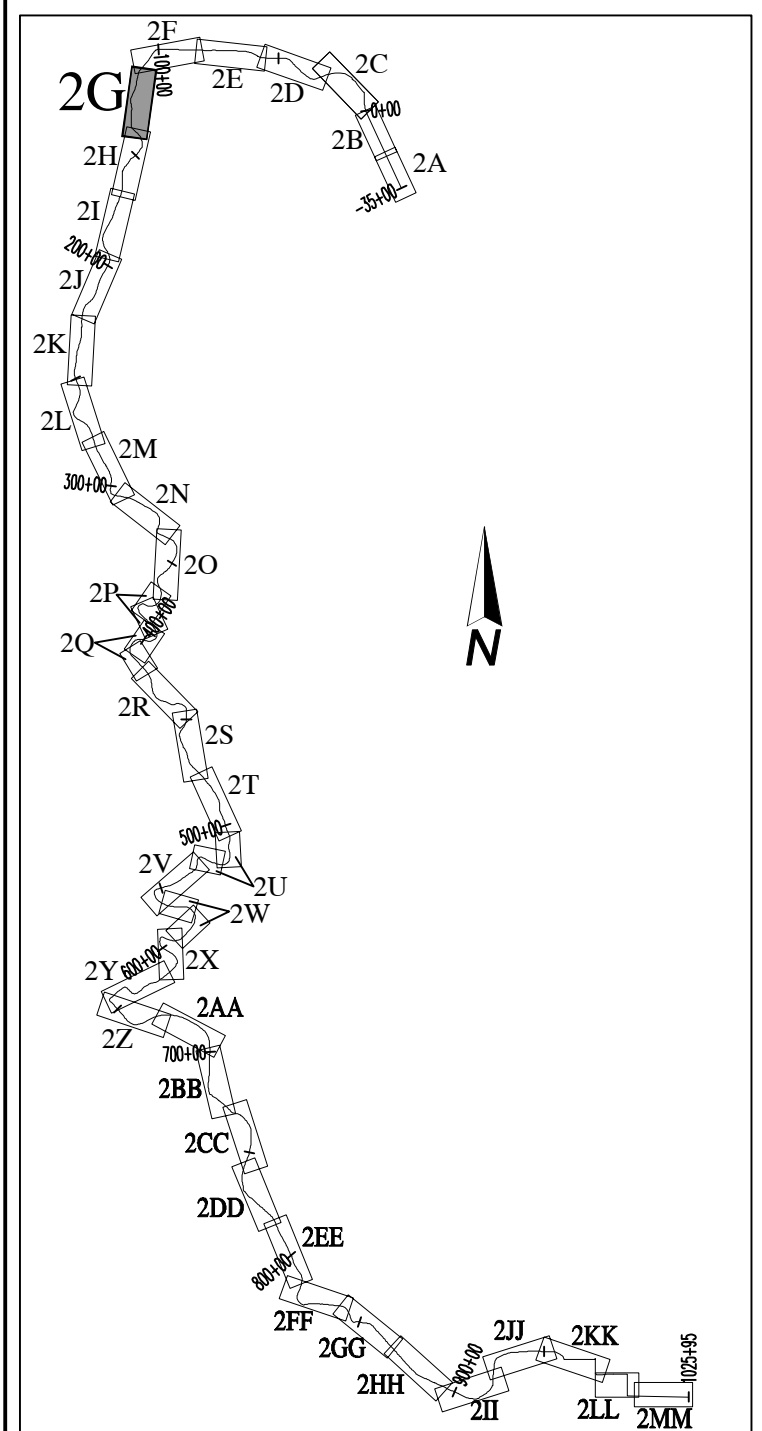 2F
100+00
2E
2D
2C
2G
0+00
2B
2A
-35+00
2H
2I
200+00
2J
2K
2L
2M
300+00
2N
2O
2P
400+00
2Q
N
2R
2S
2T
500+00
2V
2U
2W
2X
600+00
2Y
2AA
2Z
700+00
2BB
2CC
2DD
2EE
800+00
2FF
2GG
2HH
900+00
2II
2JJ
2KK
2LL
1025+95
2MM